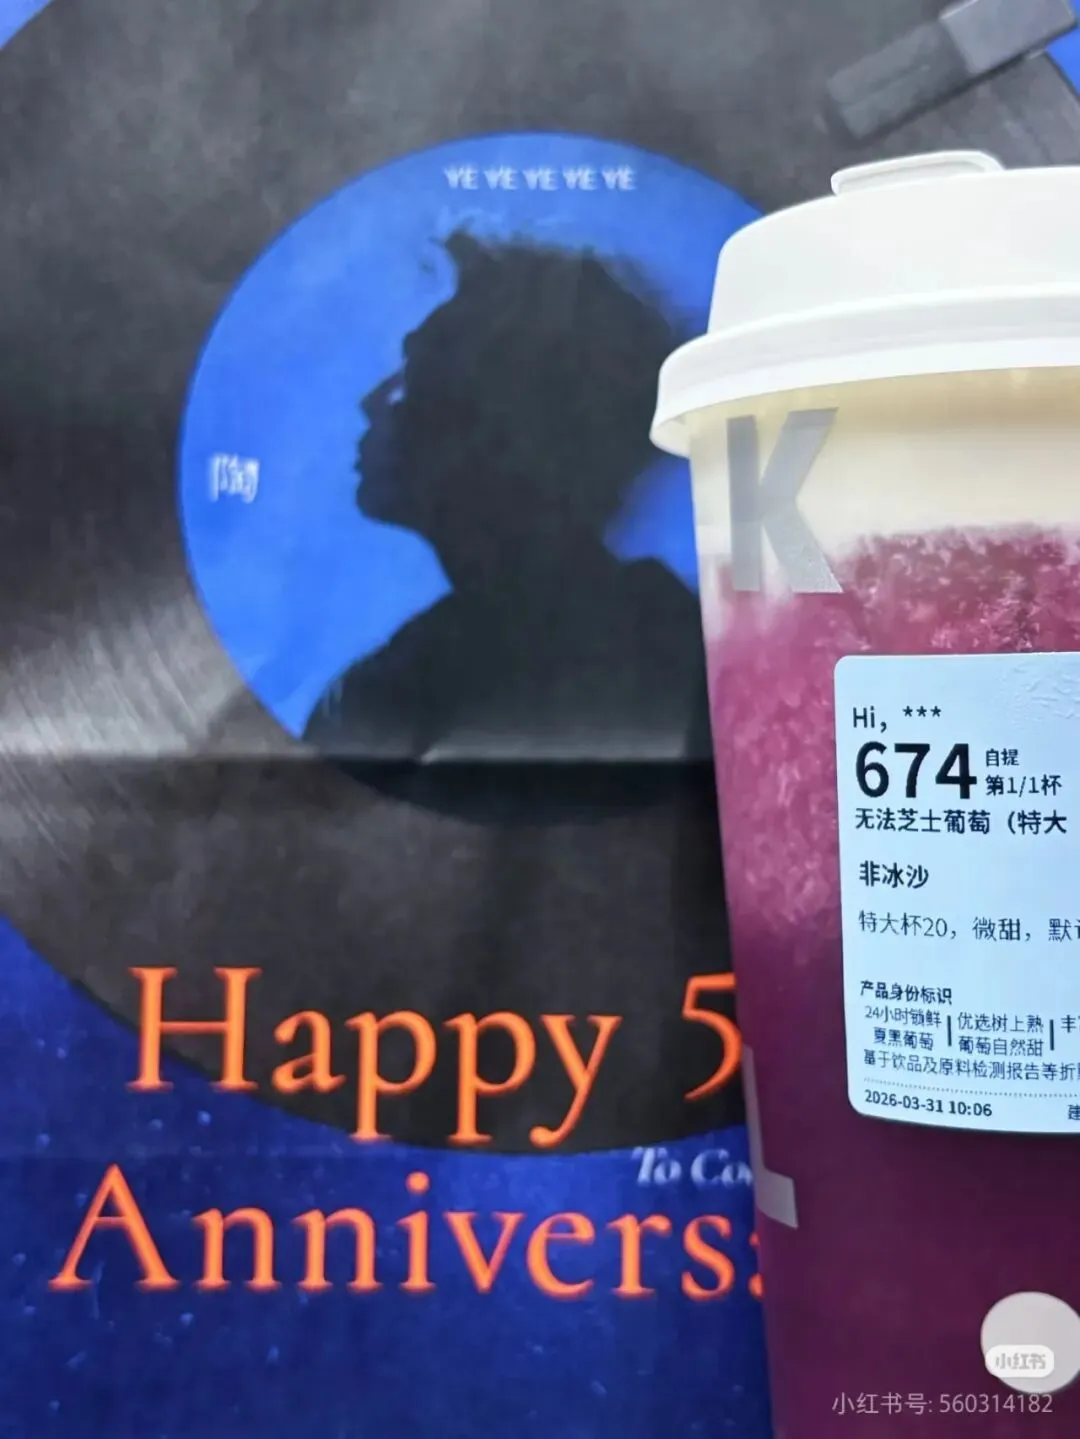 YE YE YE YE YE
K
Hi, ***
674 自提
第1/1杯
无法芝士葡萄（特大
非冰沙
特大杯20，微甜，默
产品身份标识
24小时锁鲜
夏黑葡萄
优选树上熟
葡萄自然甜
丰
基于饮品及原料检测报告等折
2026-03-31 10:06
建
Happy 5
To Co
Annivers
L
小红书
小红书号: 560314182